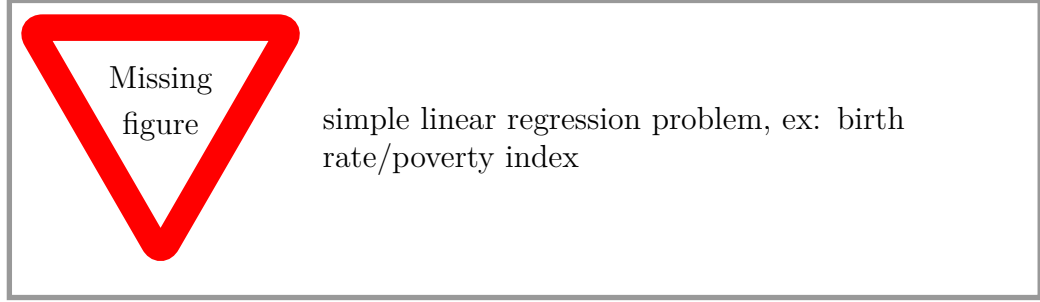 Missing
figure
simple linear regression problem, ex: birth
rate/poverty index